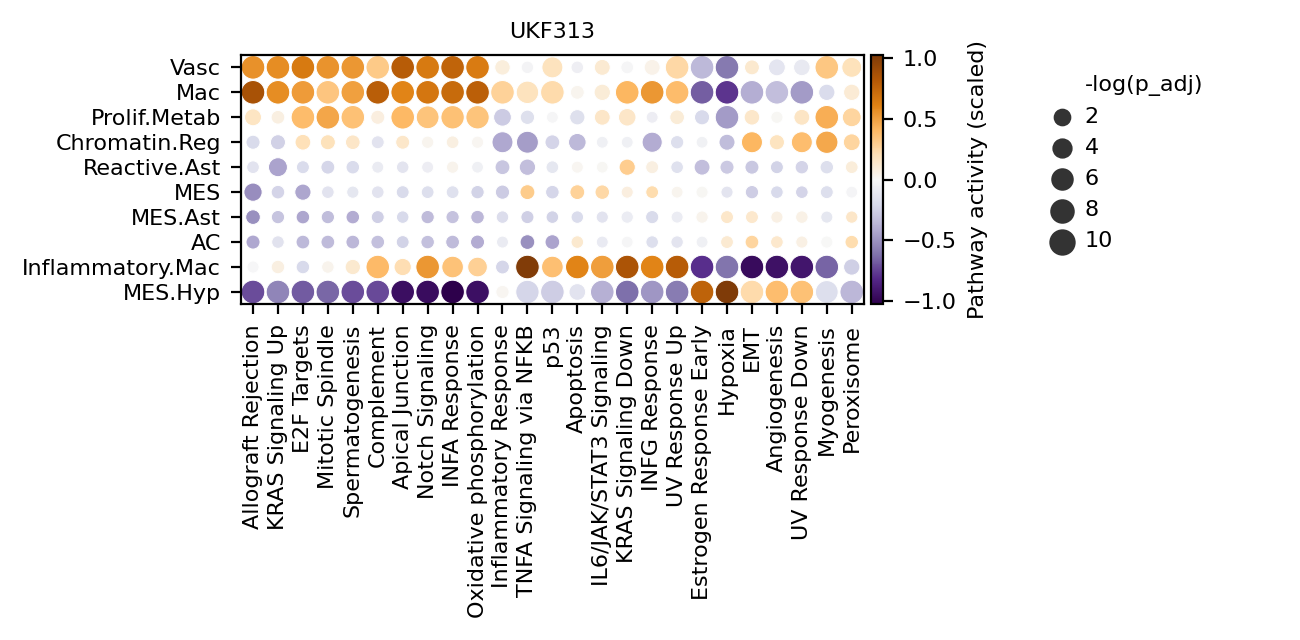 UKF313
Vasc
Mac
Prolif.Metab
Chromatin.Reg
Reactive.Ast
MES
MES.Ast
AC
Inflammatory.Mac
MES.Hyp
Allograft Rejection
KRAS Signaling Up
E2F Targets
Mitotic Spindle
Spermatogenesis
Complement
Apical Junction
Notch Signaling
INFA Response
Oxidative phosphorylation
Inflammatory Response
TNFA Signaling via NFKB
p53
Apoptosis
IL6/JAK/STAT3 Signaling
KRAS Signaling Down
INFG Response
UV Response Up
Estrogen Response Early
Hypoxia
EMT
Angiogenesis
UV Response Down
Myogenesis
Peroxisome
1.0
0.5
0.0
−0.5
−1.0
Pathway activity (scaled)
-log(p_adj)
2
4
6
8
10